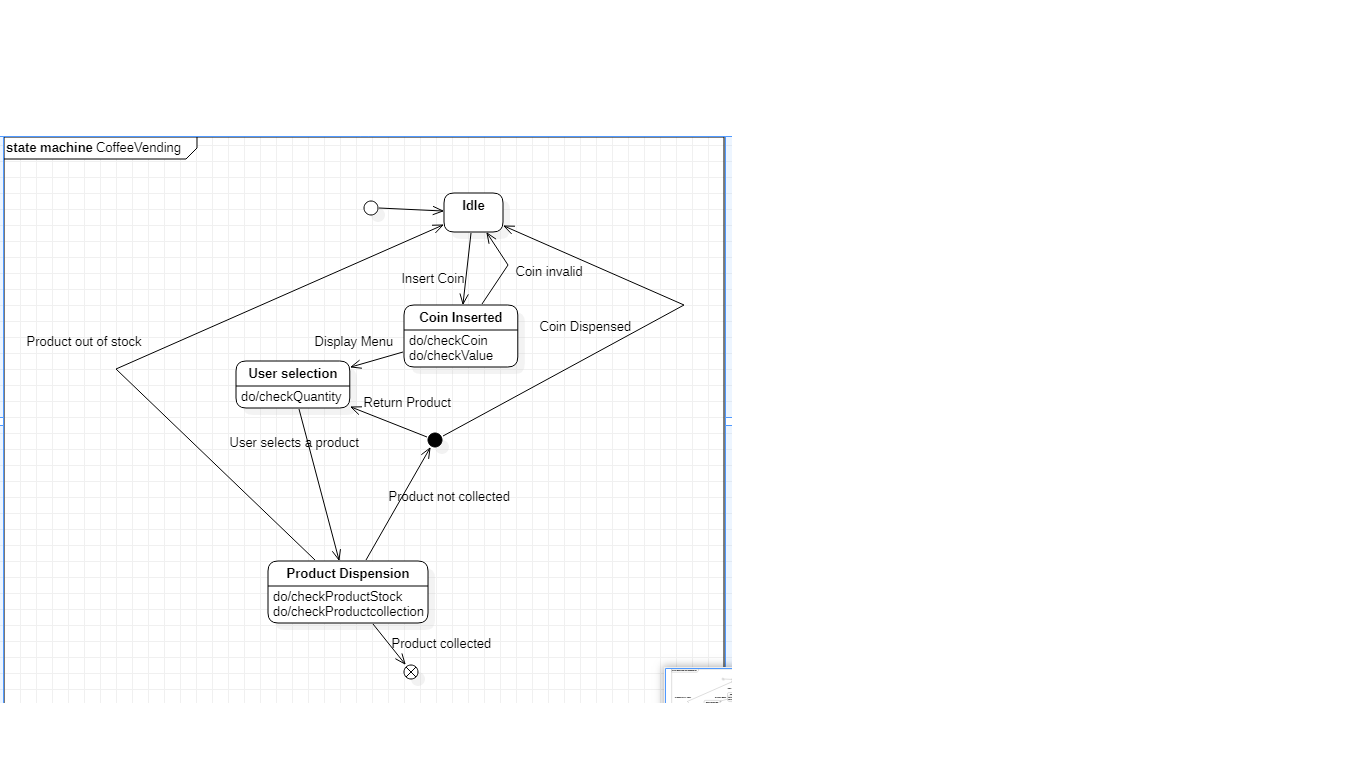 state machine CoffeeVending
Idle
Insert Coin
Coin invalid
Coin Inserted
do/checkCoin
do/checkValue
Coin Dispensed
Product out of stock
Display Menu
User selection
do/checkQuantity
Return Product
User selects a product
Product not collected
Product Dispension
do/checkProductStock
do/checkProductcollection
Product collected